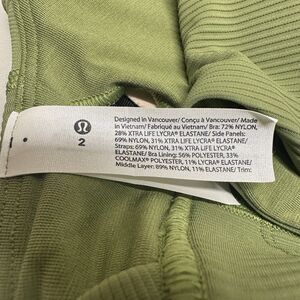 2
Designed in Vancouver/ Conçu à Vancouver/ Made
in Vietnam/ Fabriqué au Vietnam/ Bra: 72% NYLON,
28% XTRA LIFE LYCRA® ELASTANE/ Side Panels:
69% NYLON, 31% XTRA LIFE LYCRA® ELASTANE/
Straps: 69% NYLON, 31% XTRA LIFE LYCRA®
ELASTANE/ Bra Lining: 56% POLYESTER, 33%
COOLMAX® POLYESTER, 11% ELASTANE/
Middle Layer: 89% NYLON, 11% ELASTANE/ Trim: